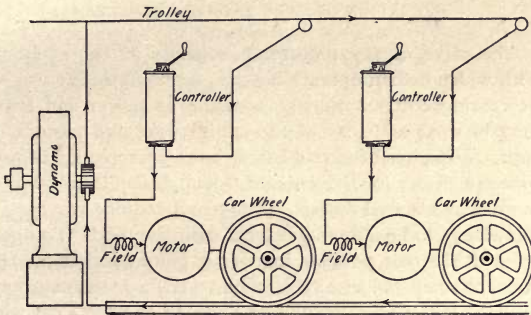 Trolley
Controller
Controller
Dynamo
Car Wheel
Car Wheel
Field
Motor
Field
Motor